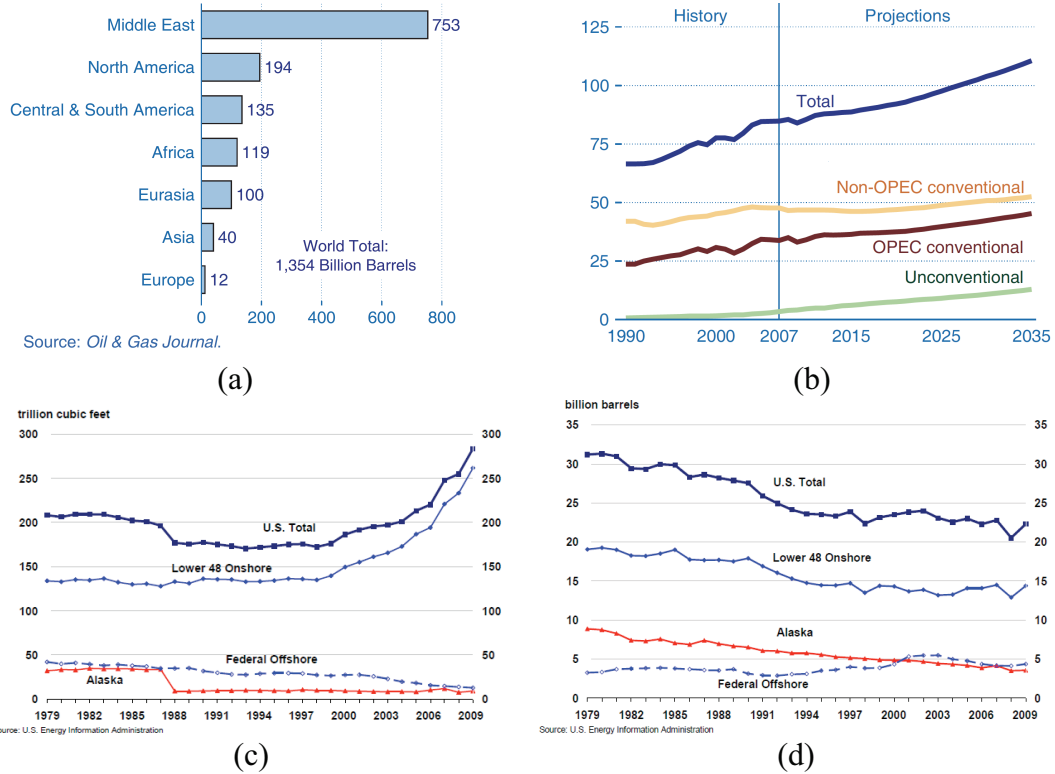 Middle East
753
North America
194
Central & South America
135
Africa
119
Eurasia
100
Asia
40
World Total:
1,354 Billion Barrels
Europe
12
0 200 400 600 800
Source: Oil & Gas Journal.
(a)
History Projections
125
100
Total
75
Non-OPEC conventional
50
OPEC conventional
25
Unconventional
0
1990 2000 2007 2015 2025 2035
(b)
trillion cubic feet
300 300
250 250
200 200
U.S. Total
150 150
Lower 48 Onshore
100 100
50 50
Federal Offshore
Alaska
0 0
1979 1982 1985 1988 1991 1994 1997 2000 2003 2006 2009
ource: U.S. Energy Information Administration
(c)
billion barrels
35 35
30 30
U.S. Total
25 25
20 20
Lower 48 Onshore
15 15
10 10
Alaska
5 5
Federal Offshore
0 0
1979 1982 1985 1988 1991 1994 1997 2000 2003 2006 2009
Source: U.S. Energy Information Administration
(d)